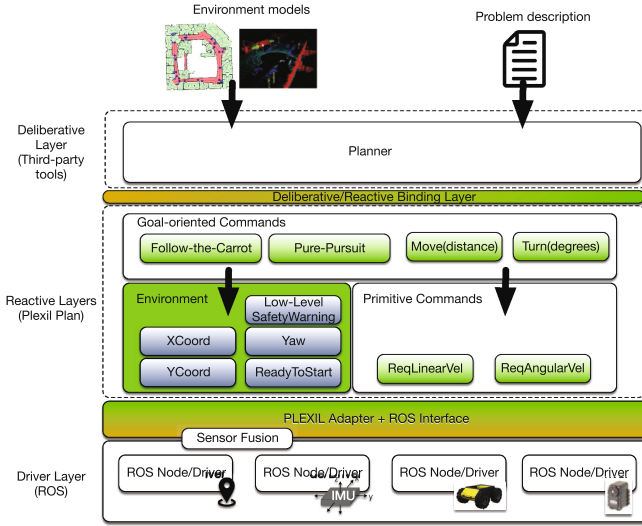 Environment models
Problem description
Deliberative
Layer
(Third-party
tools)
Planner
Deliberative/Reactive Binding Layer
Goal-oriented Commands
Follow-the-Carrot
Pure-Pursuit
Move(distance)
Turn(degrees)
Reactive Layers
(Plexil Plan)
Environment
Low-Level
SafetyWarning
XCoord
Yaw
YCoord
ReadyToStart
Primitive Commands
ReqLinearVel
ReqAngularVel
PLEXIL Adapter + ROS Interface
Sensor Fusion
Driver Layer
(ROS)
ROS Node/Driver
ROS Node/Driver
IMU
ROS Node/Driver
ROS Node/Driver